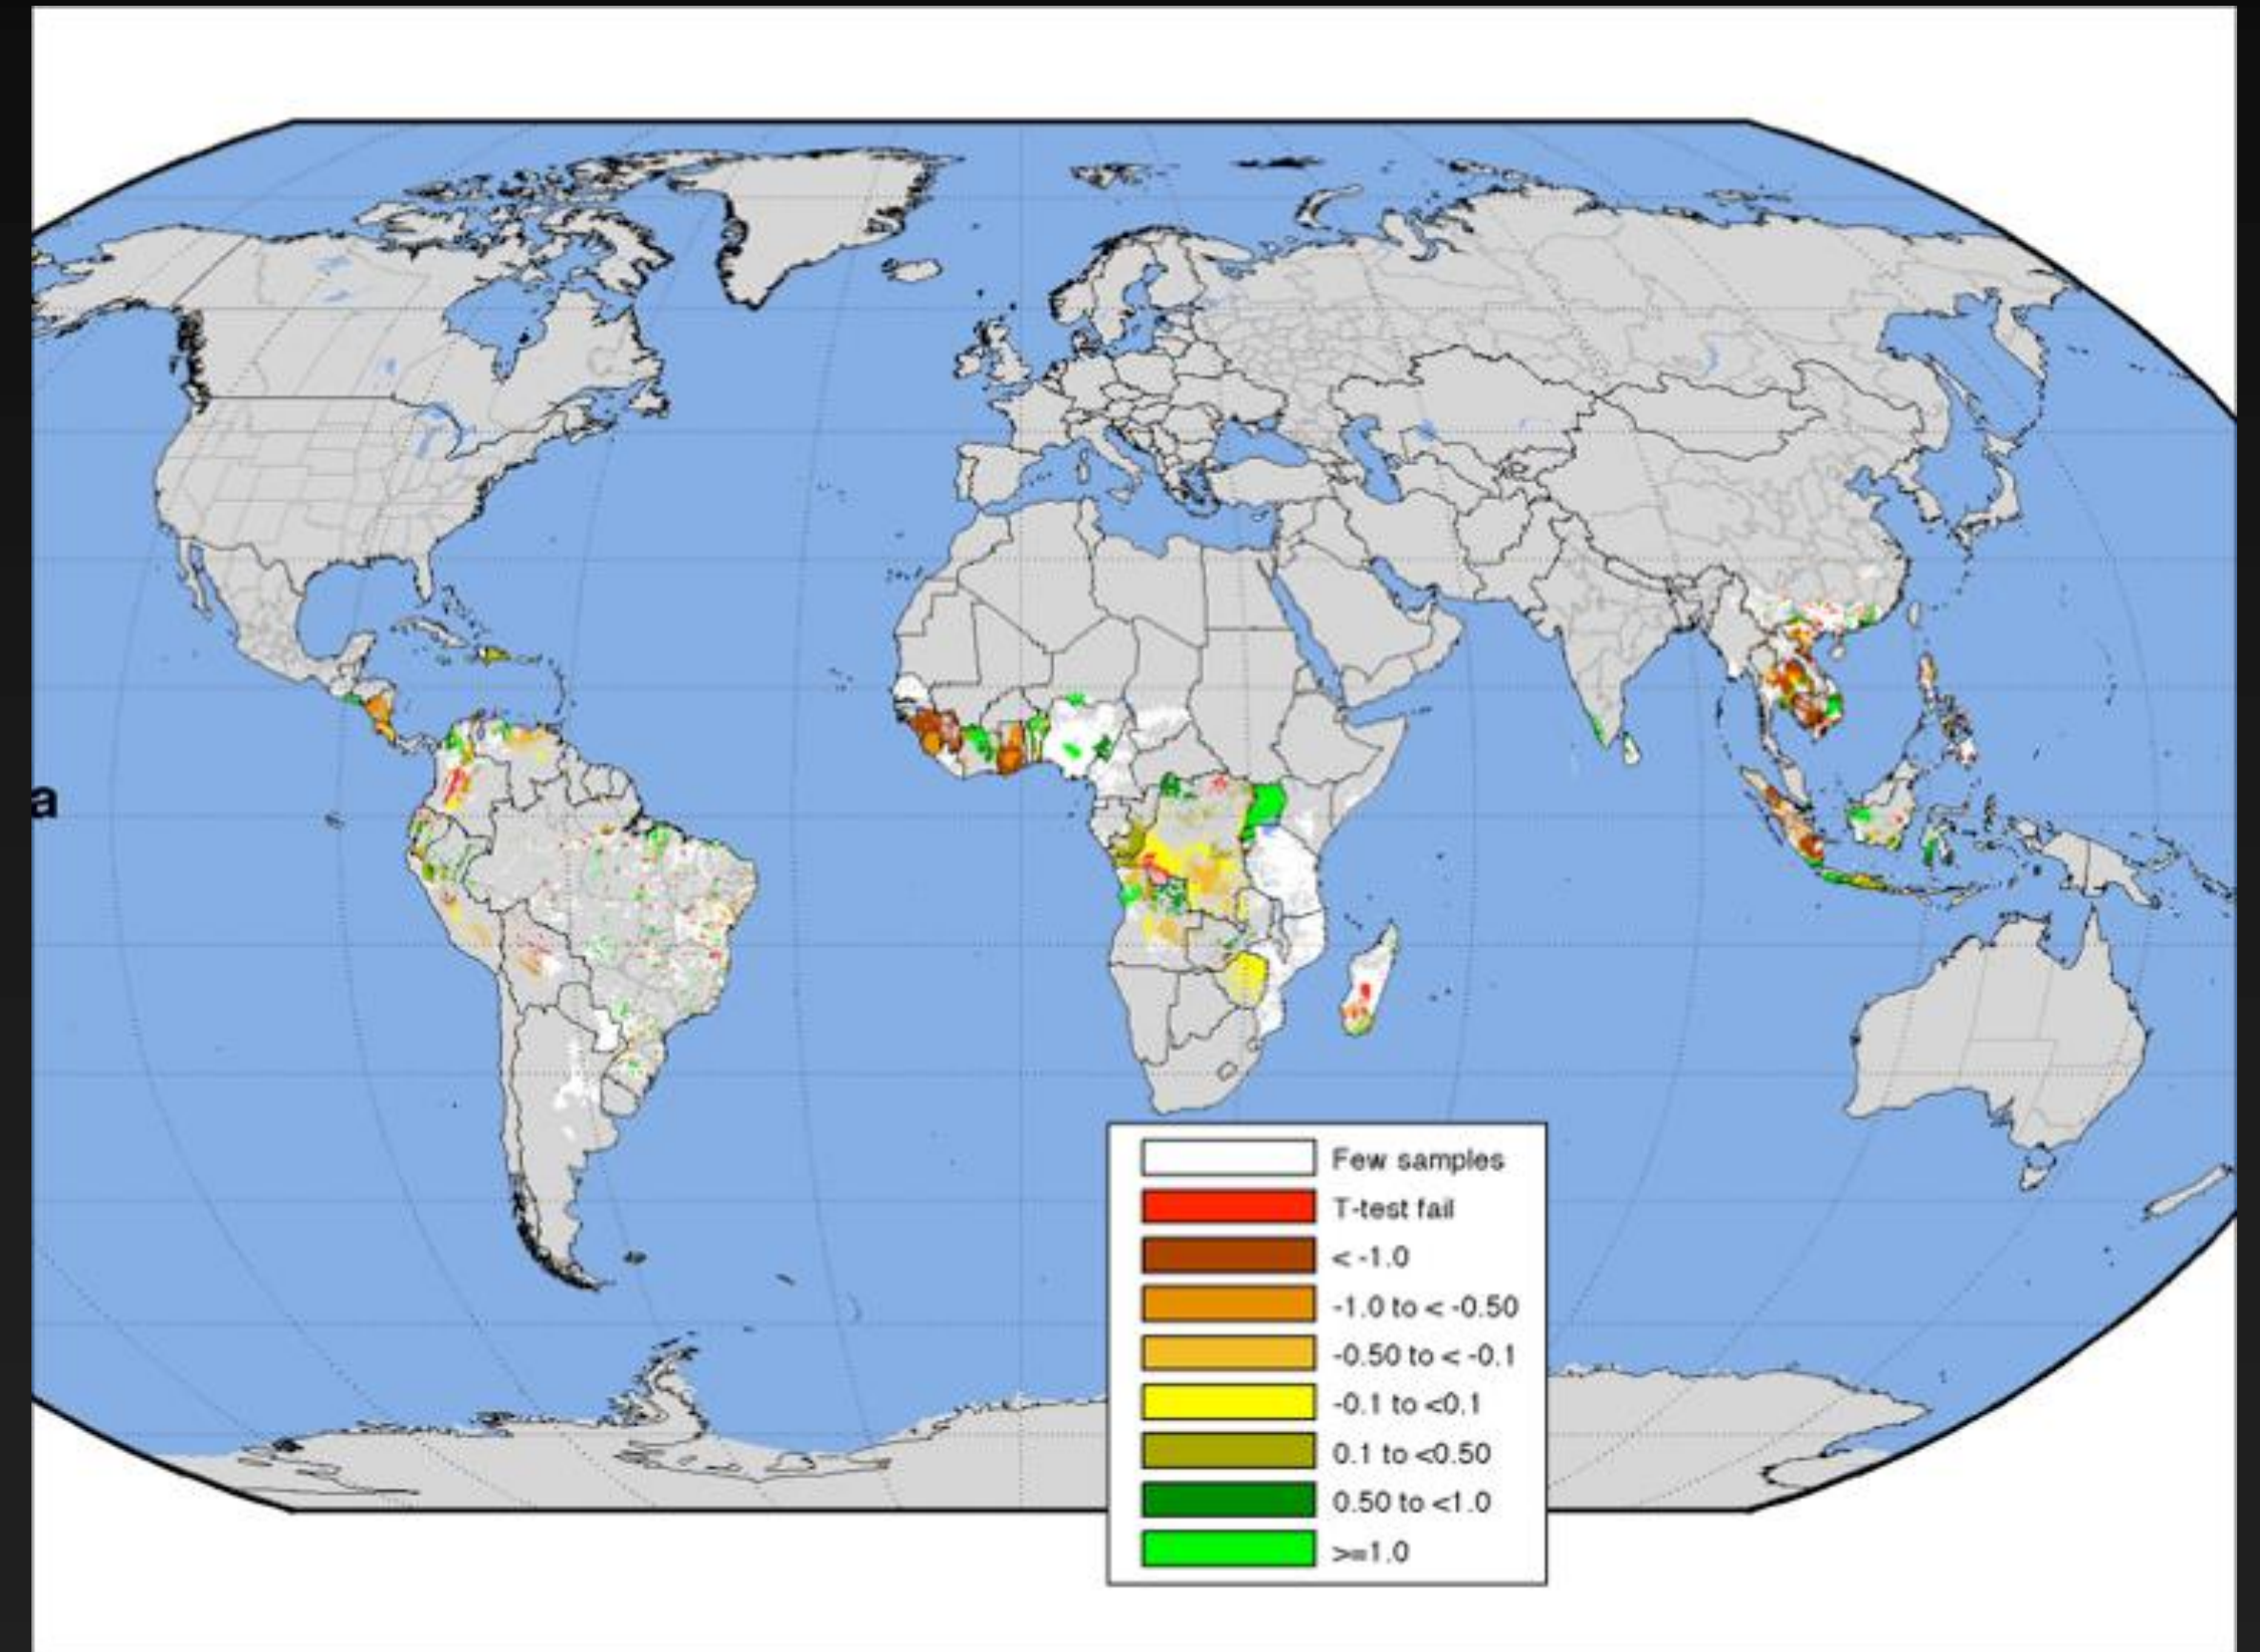 a
Few samples
T-test fail
< -1.0
-1.0 to < -0.50
-0.50 to < -0.1
-0.1 to <0.1
0.1 to <0.50
0.50 to <1.0
>=1.0